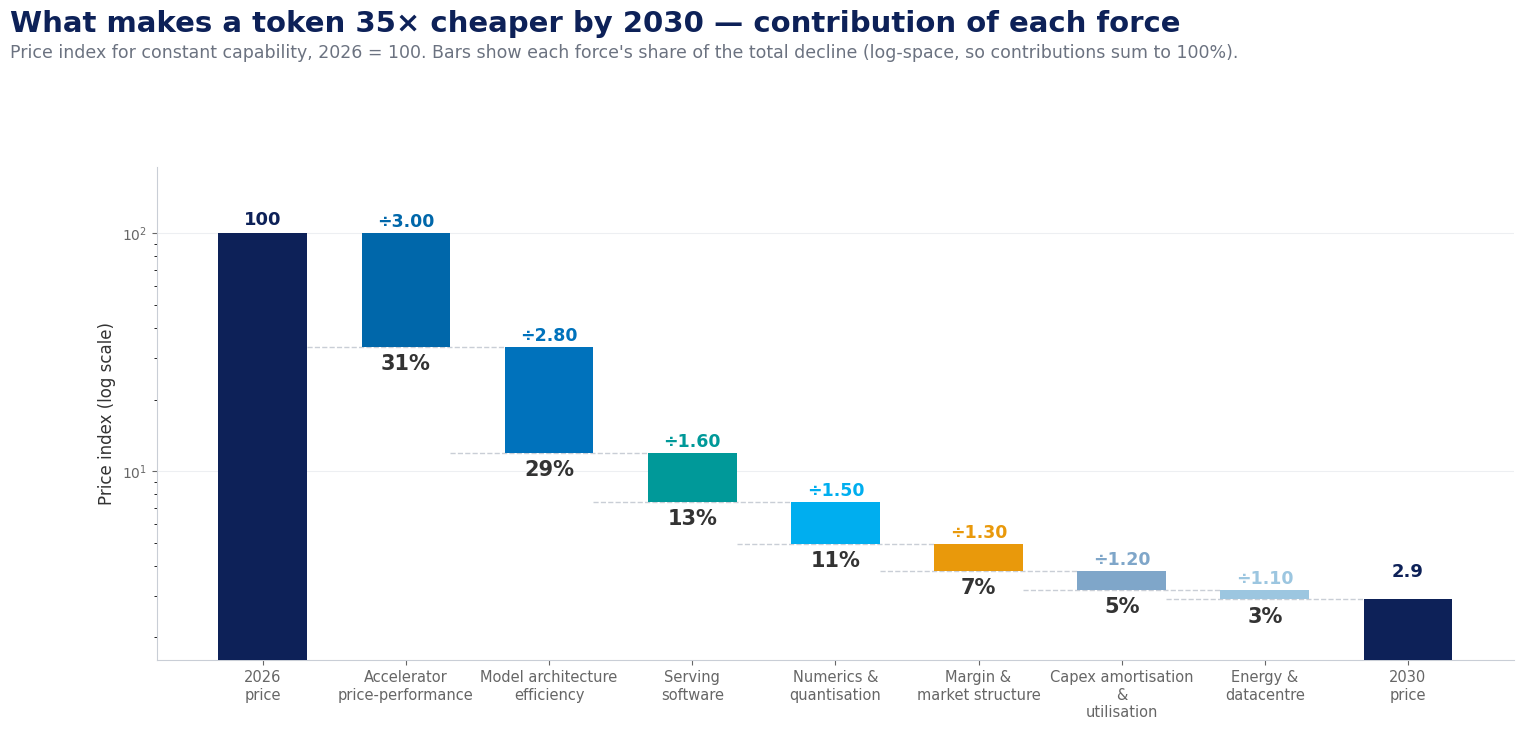 What makes a token 35× cheaper by 2030 — contribution of each force
Price index for constant capability, 2026 = 100. Bars show each force's share of the total decline (log-space, so contributions sum to 100%).
Price index (log scale)
10²
10¹
100
÷3.00
31%
÷2.80
29%
÷1.60
13%
÷1.50
11%
÷1.30
7%
÷1.20
5%
÷1.10
3%
2.9
2026
price
Accelerator
price-performance
Model architecture
efficiency
Serving
software
Numerics &
quantisation
Margin &
market structure
Capex amortisation
&
utilisation
Energy &
datacentre
2030
price